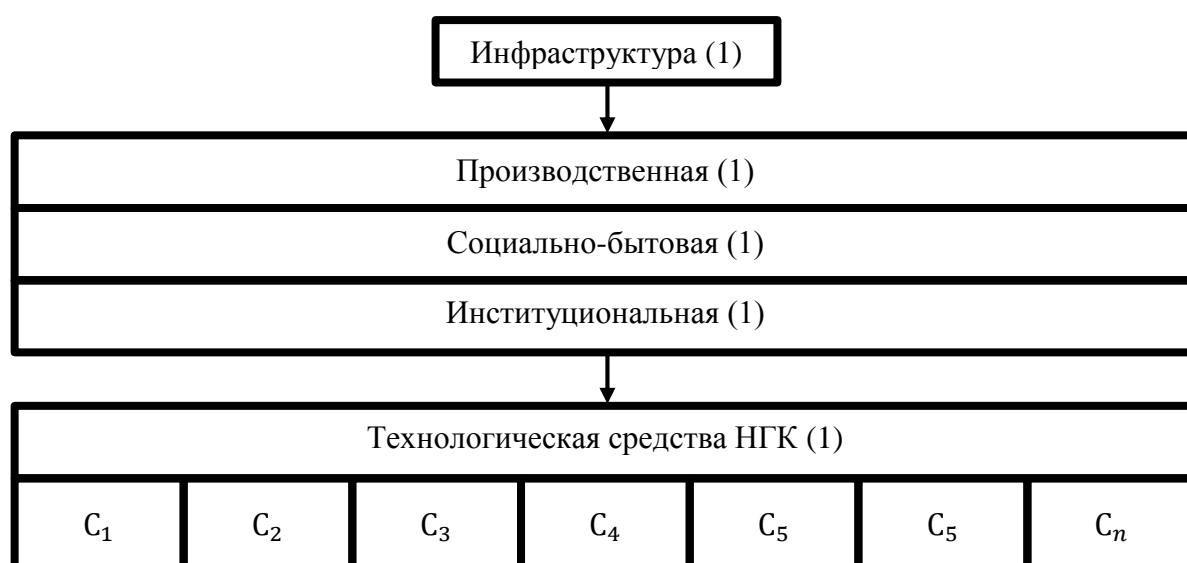 Инфраструктура (1)
Производственная (1)
Социально-бытовая (1)
Институциональная (1)
Технологическая средства НГК (1)
C₁ C₂ C₃ C₄ C₅ C₅ Cₙ